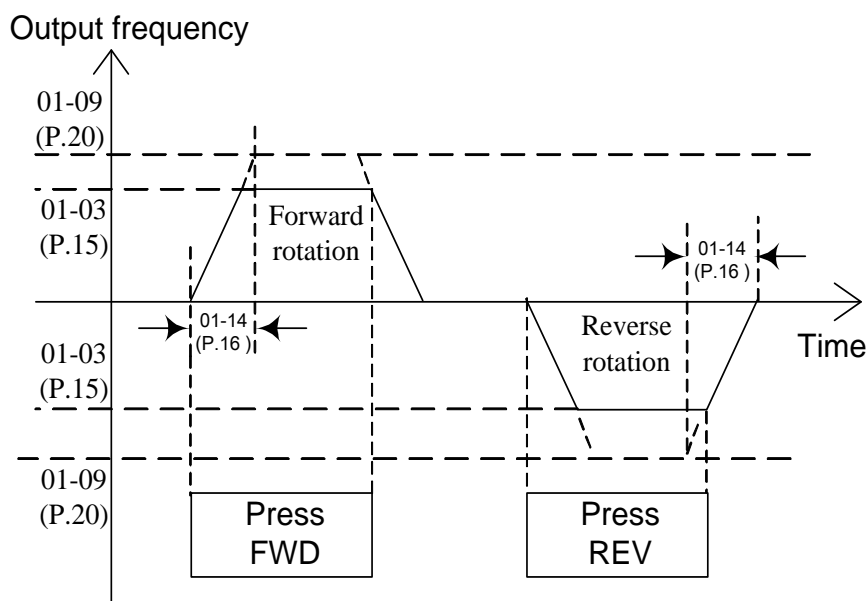 Output frequency
01-09
(P.20)
01-03
(P.15)
Forward
rotation
01-14
(P.16 )
01-14
(P.16 )
Time
Reverse
rotation
01-03
(P.15)
01-09
(P.20)
Press
FWD
Press
REV